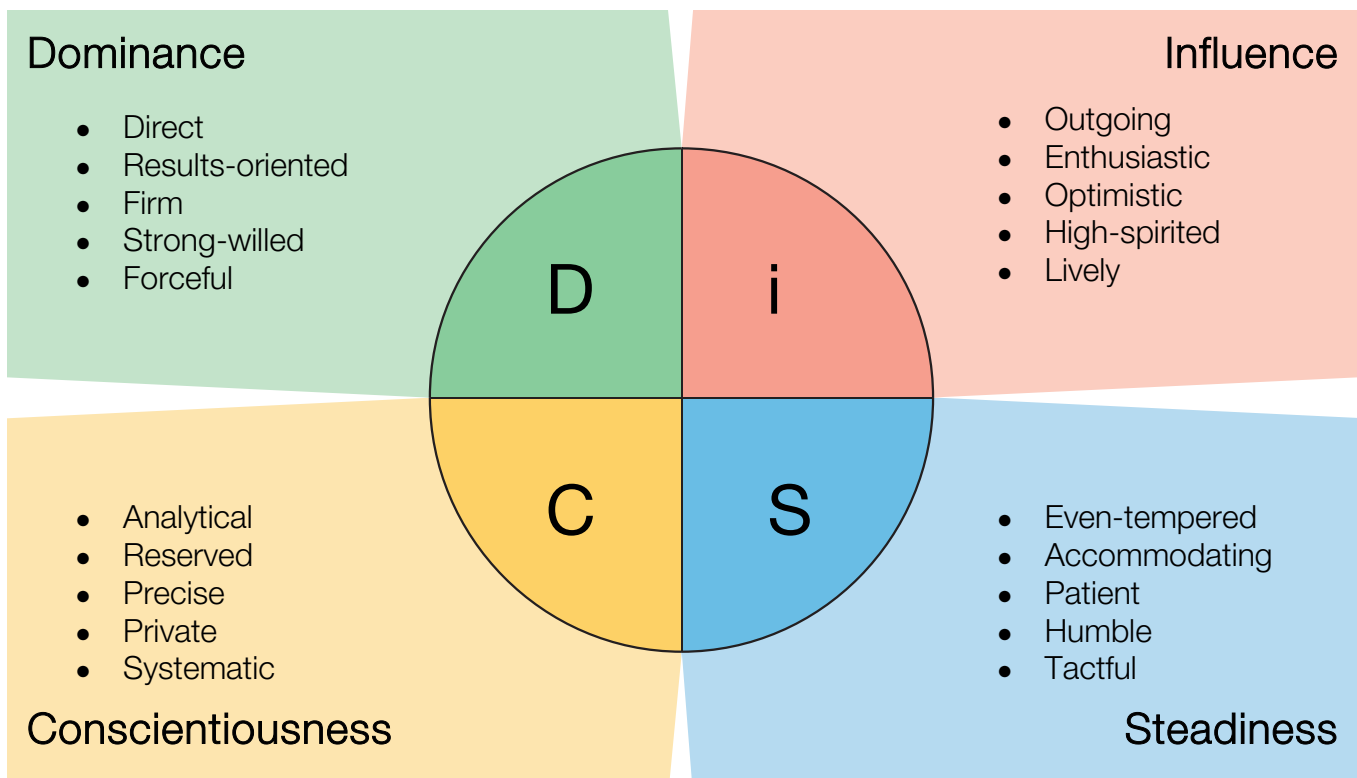 Dominance
● Direct
● Results-oriented
● Firm
● Strong-willed
● Forceful
Influence
● Outgoing
● Enthusiastic
● Optimistic
● High-spirited
● Lively
D
i
C
S
● Analytical
● Reserved
● Precise
● Private
● Systematic
Conscientiousness
● Even-tempered
● Accommodating
● Patient
● Humble
● Tactful
Steadiness